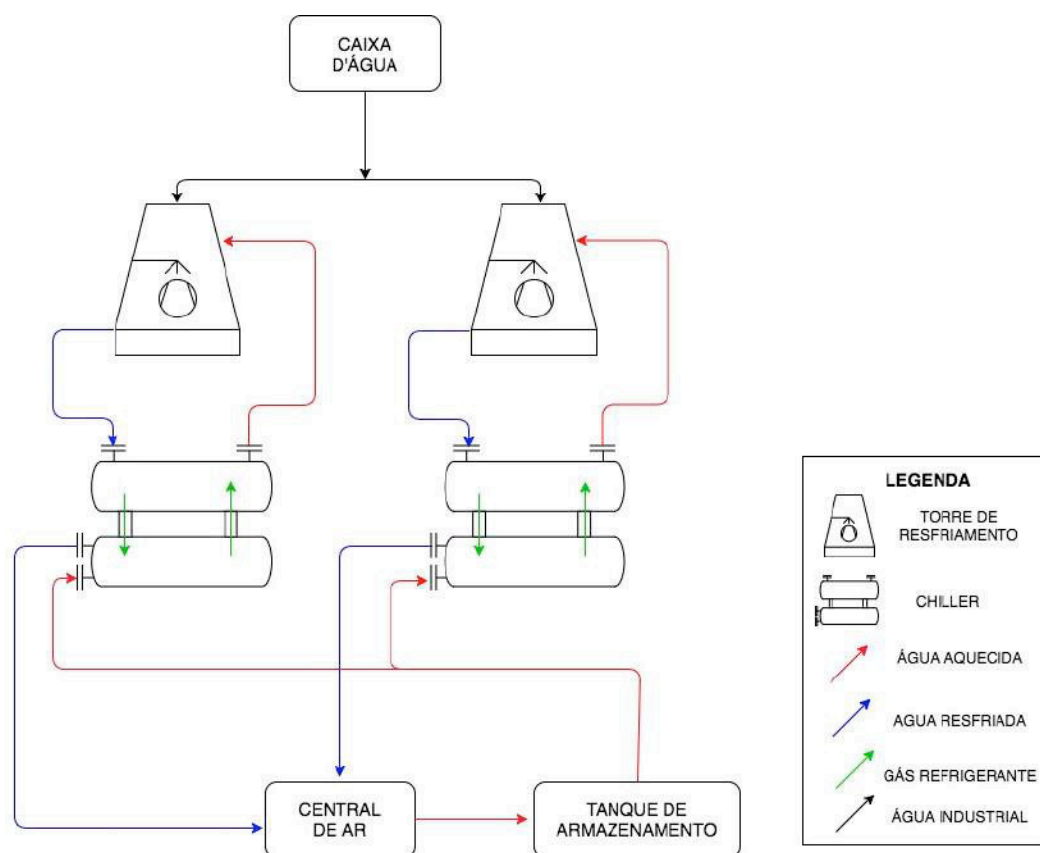 CAIXA
D'ÁGUA
LEGENDA
TORRE DE
RESFRIAMENTO
CHILLER
ÁGUA AQUECIDA
AGUA RESFRIADA
GÁS REFRIGERANTE
ÁGUA INDUSTRIAL
CENTRAL
DE AR
TANQUE DE
ARMAZENAMENTO